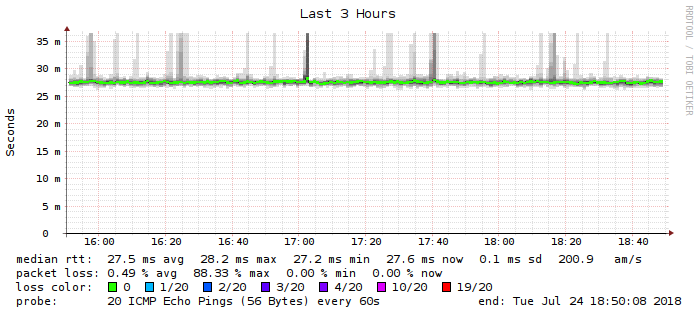 Last 3 Hours
RRDTOOL / TOBI OETIKER
Seconds
35 m
30 m
25 m
20 m
15 m
10 m
5 m
0
16:00 16:20 16:40 17:00 17:20 17:40 18:00 18:20 18:40
median rtt: 27.5 ms avg 28.2 ms max 27.2 ms min 27.6 ms now 0.1 ms sd 200.9 am/s
packet loss: 0.49 % avg 88.33 % max 0.00 % min 0.00 % now
loss color: 0 1/20 2/20 3/20 4/20 10/20 19/20
probe: 20 ICMP Echo Pings (56 Bytes) every 60s end: Tue Jul 24 18:50:08 2018